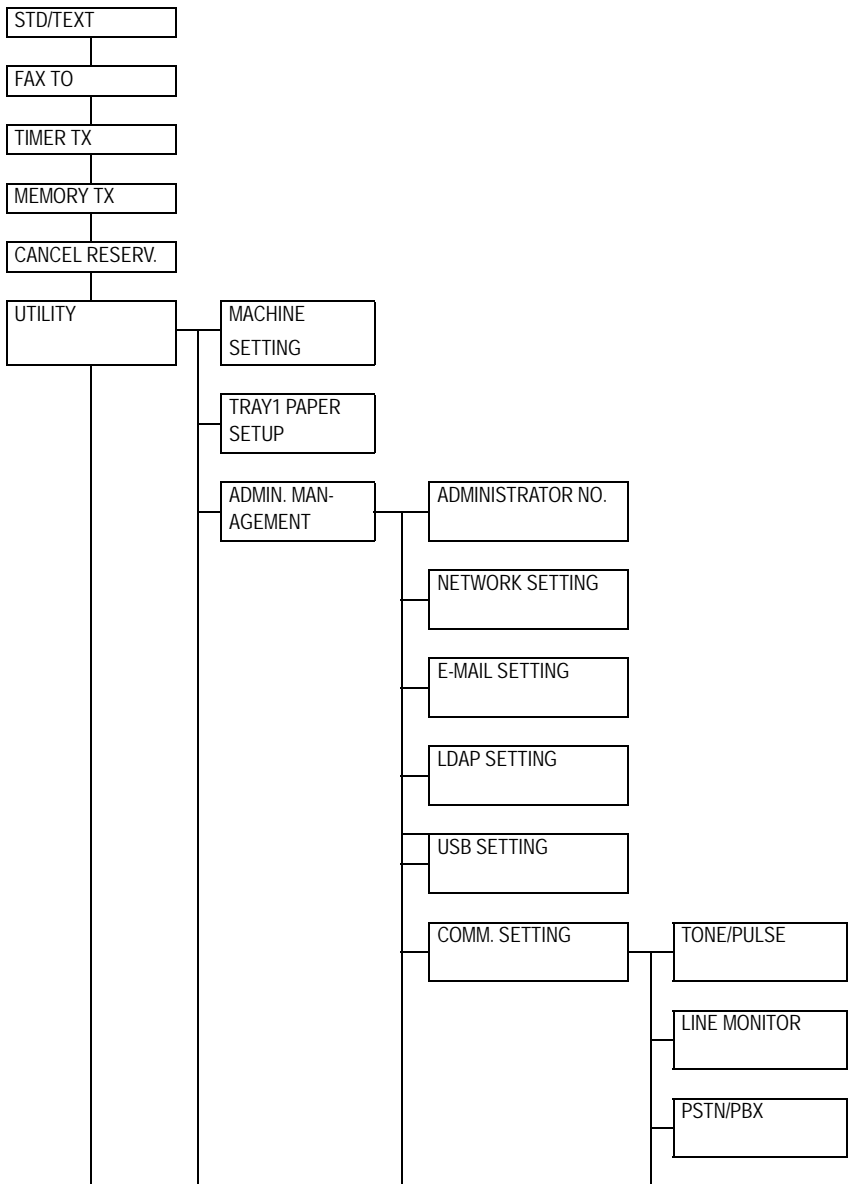 STD/TEXT
FAX TO
TIMER TX
MEMORY TX
CANCEL RESERV.
UTILITY
MACHINE
SETTING
TRAY1 PAPER
SETUP
ADMIN. MAN-
AGEMENT
ADMINISTRATOR NO.
NETWORK SETTING
E-MAIL SETTING
LDAP SETTING
USB SETTING
COMM. SETTING
TONE/PULSE
LINE MONITOR
PSTN/PBX